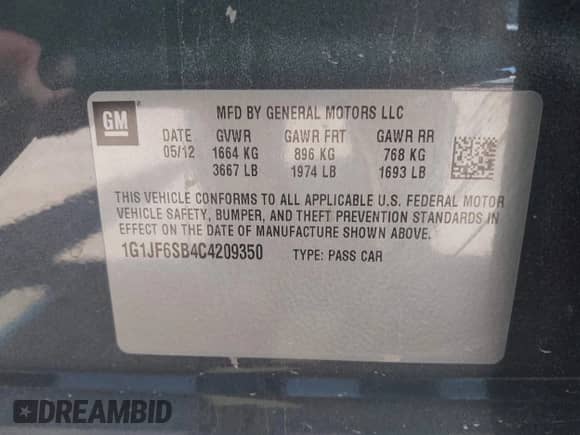 GM
MFD BY GENERAL MOTORS LLC
DATE GVWR GAWR FRT GAWR RR
05/12 1664 KG 896 KG 768 KG
3667 LB 1974 LB 1693 LB
THIS VEHICLE CONFORMS TO ALL APPLICABLE U.S. FEDERAL MOTOR
VEHICLE SAFETY, BUMPER, AND THEFT PREVENTION STANDARDS IN
EFFECT ON THE DATE OF MANUFACTURE SHOWN ABOVE.
1G1JF6SB4C4209350 TYPE: PASS CAR
DREAMBID